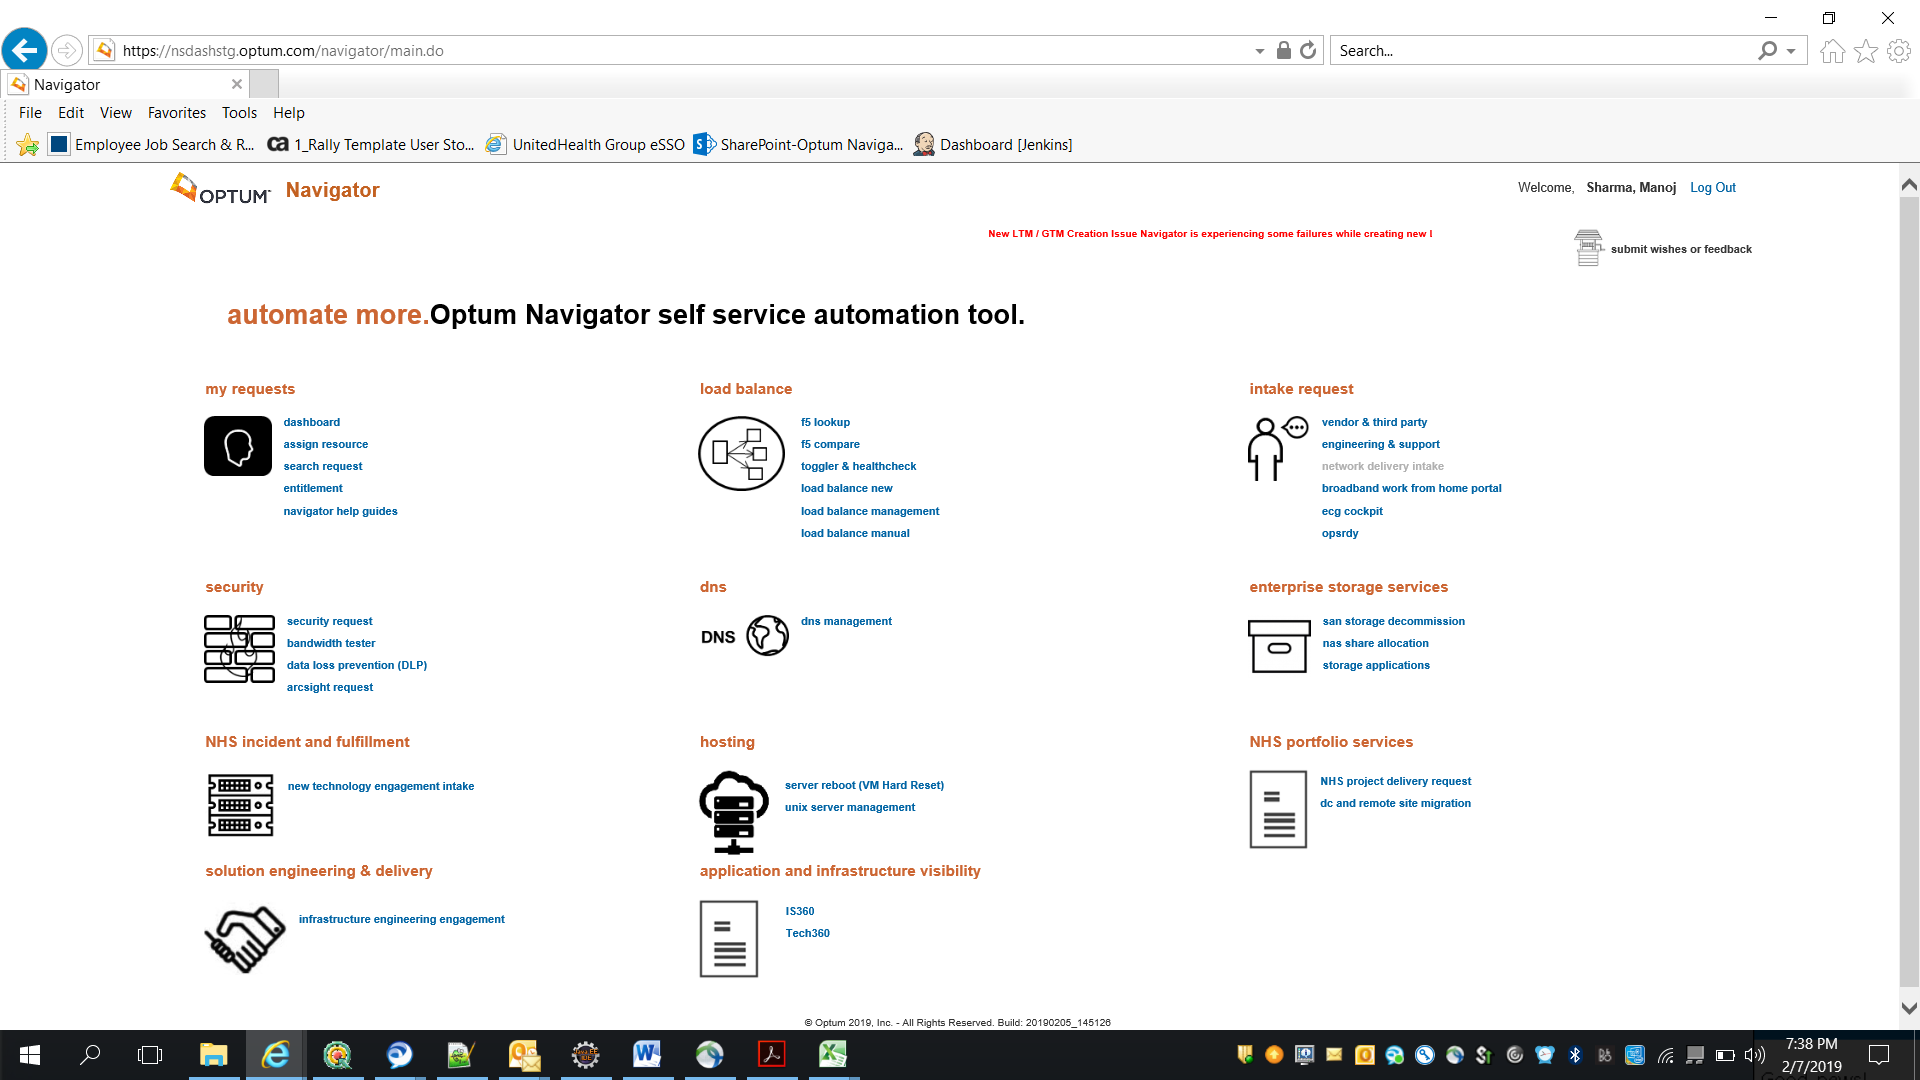 https://nsdashstg.optum.com/navigator/main.do
Search...
Navigator
File Edit View Favorites Tools Help
Employee Job Search & R...
ca 1_Rally Template User Sto...
UnitedHealth Group eSSO
SharePoint-Optum Naviga...
Dashboard [Jenkins]
OPTUM Navigator
Welcome, Sharma, Manoj Log Out
New LTM / GTM Creation Issue Navigator is experiencing some failures while creating new
submit wishes or feedback
automate more.Optum Navigator self service automation tool.
my requests
dashboard
assign resource
search request
entitlement
navigator help guides
load balance
f5 lookup
f5 compare
toggler & healthcheck
load balance new
load balance management
load balance manual
intake request
vendor & third party
engineering & support
network delivery intake
broadband work from home portal
ecg cockpit
opsrdy
security
security request
bandwidth tester
data loss prevention (DLP)
arcsight request
dns
DNS
dns management
enterprise storage services
san storage decommission
nas share allocation
storage applications
NHS incident and fulfillment
new technology engagement intake
hosting
server reboot (VM Hard Reset)
unix server management
NHS portfolio services
NHS project delivery request
dc and remote site migration
solution engineering & delivery
infrastructure engineering engagement
application and infrastructure visibility
IS360
Tech360
© Optum 2019, Inc. - All Rights Reserved. Build: 20190205_145126
7:38 PM
2/7/2019